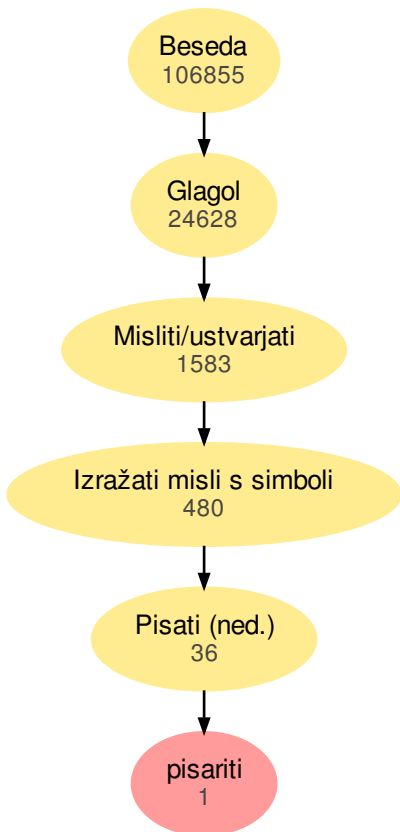 Beseda
106855
Glagol
24628
Misliti/ustvarjati
1583
Izražati misli s simboli
480
Pisati (ned.)
36
pisariti
1